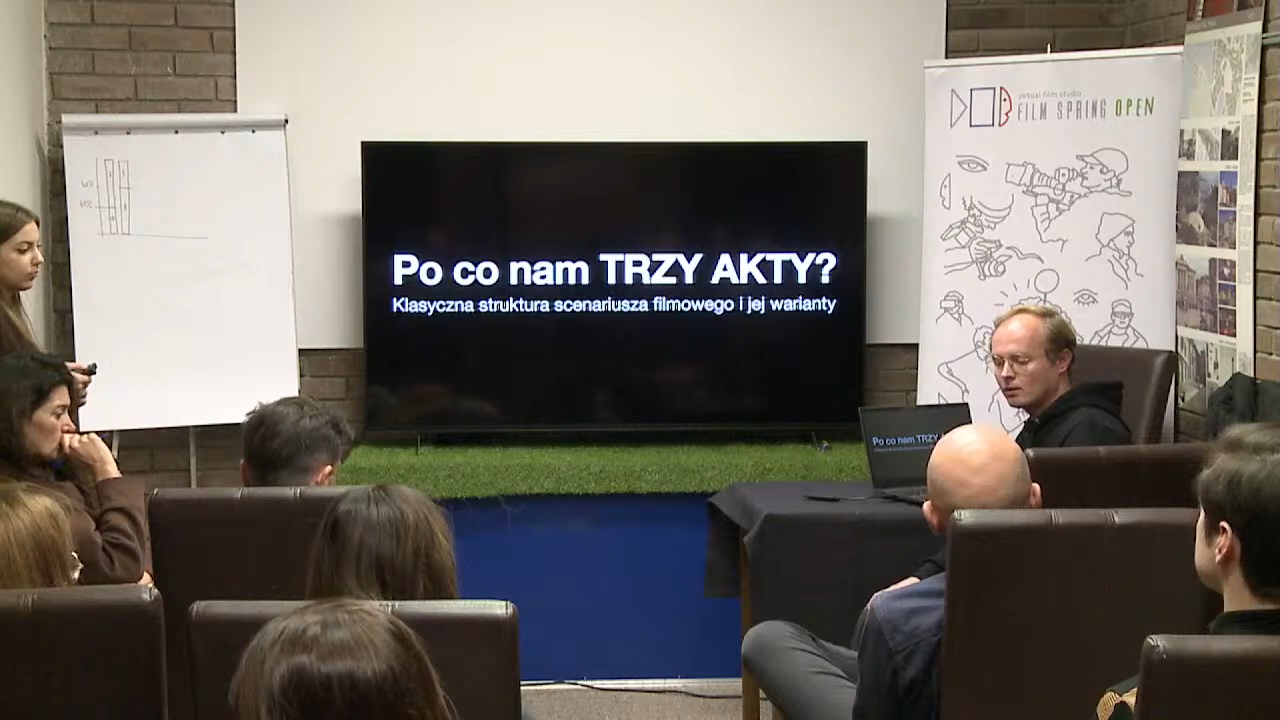 Po co nam TRZY AKTY?
Klasyczna struktura scenariusza filmowego i jej warianty
virtual film studio
FILM SPRING OPEN
Po co nam TRZY